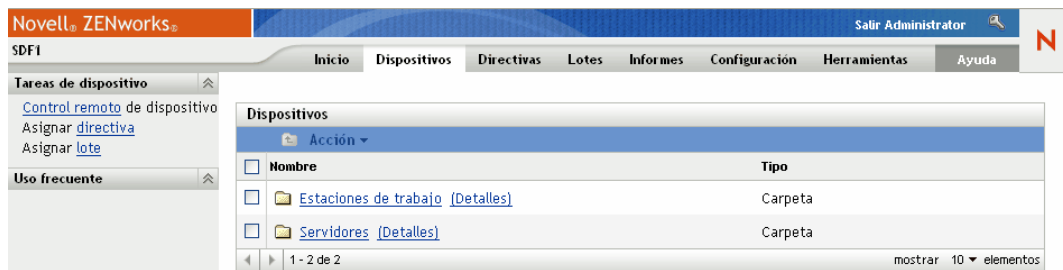 Novell® ZENworks®
Salir Administrator
SDF1
N
Inicio Dispositivos Directivas Lotes Informes Configuración Herramientas Ayuda
Tareas de dispositivo
Control remoto de dispositivo
Asignar directiva
Asignar lote
Uso frecuente
Dispositivos
Acción
Nombre Tipo
Estaciones de trabajo (Detalles) Carpeta
Servidores (Detalles) Carpeta
1 - 2 de 2 mostrar 10 elementos